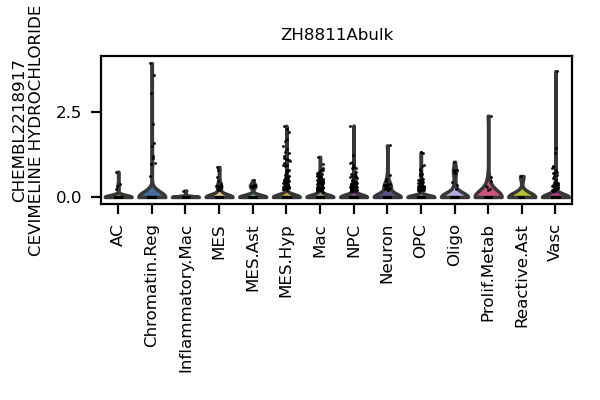 ZH8811Abulk
CHEMBL2218917
CEVIMELINE HYDROCHLORIDE
2.5
0.0
AC
Chromatin.Reg
Inflammatory.Mac
MES
MES.Ast
MES.Hyp
Mac
NPC
Neuron
OPC
Oligo
Prolif.Metab
Reactive.Ast
Vasc